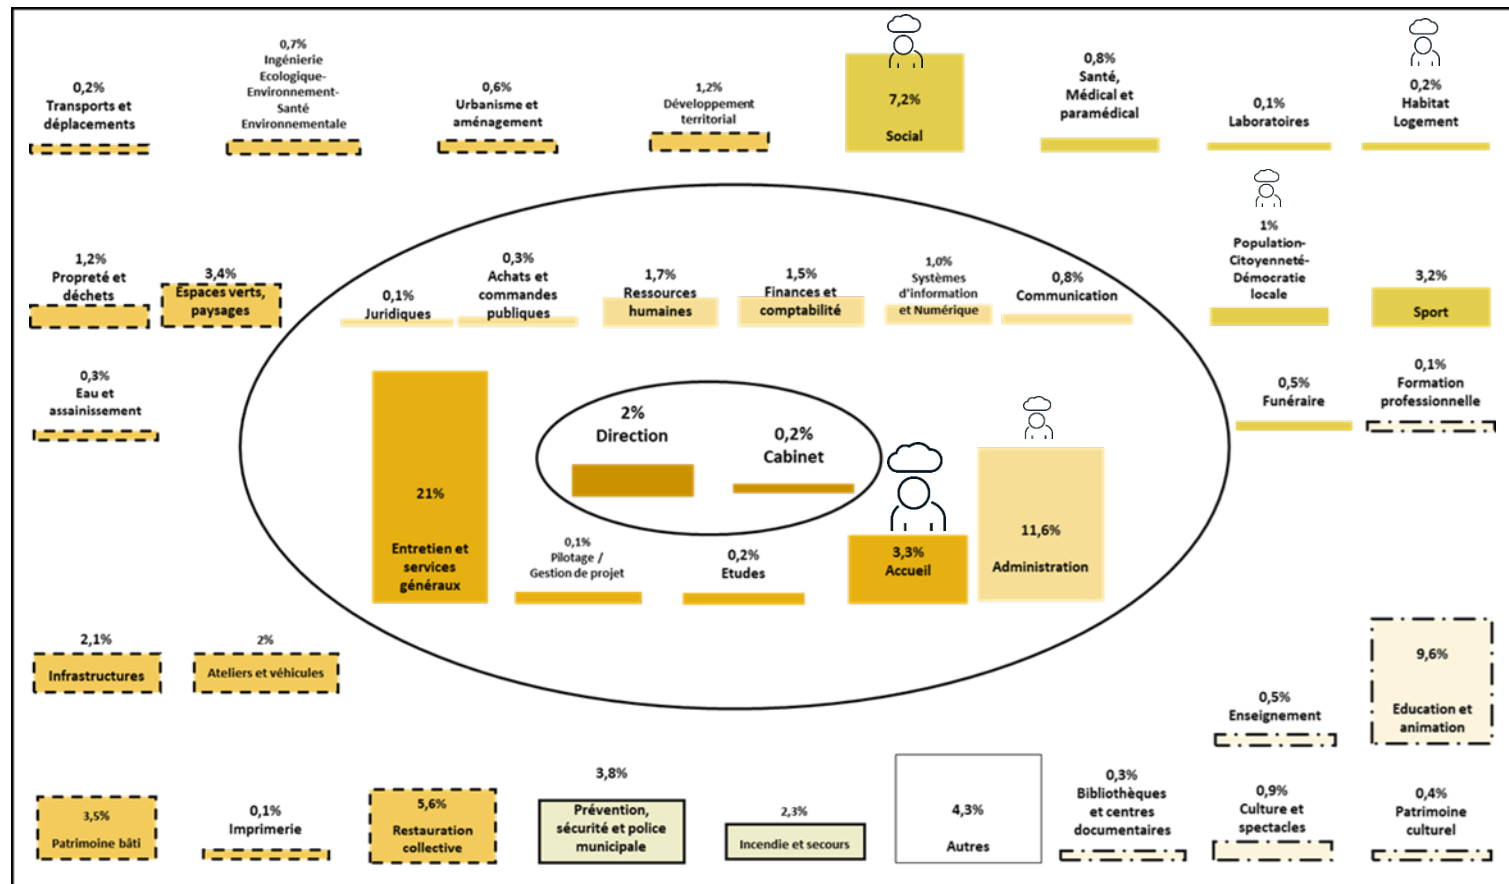 0,2%
Transports et
déplacements
0,7%
Ingénierie
Ecologique-
Environnement-
Santé
Environnementale
0,6%
Urbanisme et
aménagement
1,2%
Développement
territorial
7,2%
Social
0,8%
Santé,
Médical et
paramédical
0,1%
Laboratoires
0,2%
Habitat
Logement
1,2%
Propreté et
déchets
3,4%
Espaces verts,
paysages
0,1%
Juridiques
0,3%
Achats et
commandes
publiques
1,7%
Ressources
humaines
1,5%
Finances et
comptabilité
1,0%
Systèmes
d'information
et Numérique
0,8%
Communication
1%
Population-
Citoyenneté-
Démocratie
locale
3,2%
Sport
0,3%
Eau et
assainissement
2%
Direction
0,2%
Cabinet
0,5%
Funéraire
0,1%
Formation
professionnelle
21%
Entretien et
services
généraux
0,1%
Pilotage /
Gestion de projet
0,2%
Etudes
3,3%
Accueil
11,6%
Administration
2,1%
Infrastructures
2%
Ateliers et véhicules
0,5%
Enseignement
9,6%
Education et
animation
3,5%
Patrimoine bâti
0,1%
Imprimerie
5,6%
Restauration
collective
3,8%
Prévention,
sécurité et police
municipale
2,3%
Incendie et secours
4,3%
Autres
0,3%
Bibliothèques
et centres
documentaires
0,9%
Culture et
spectacles
0,4%
Patrimoine
culturel